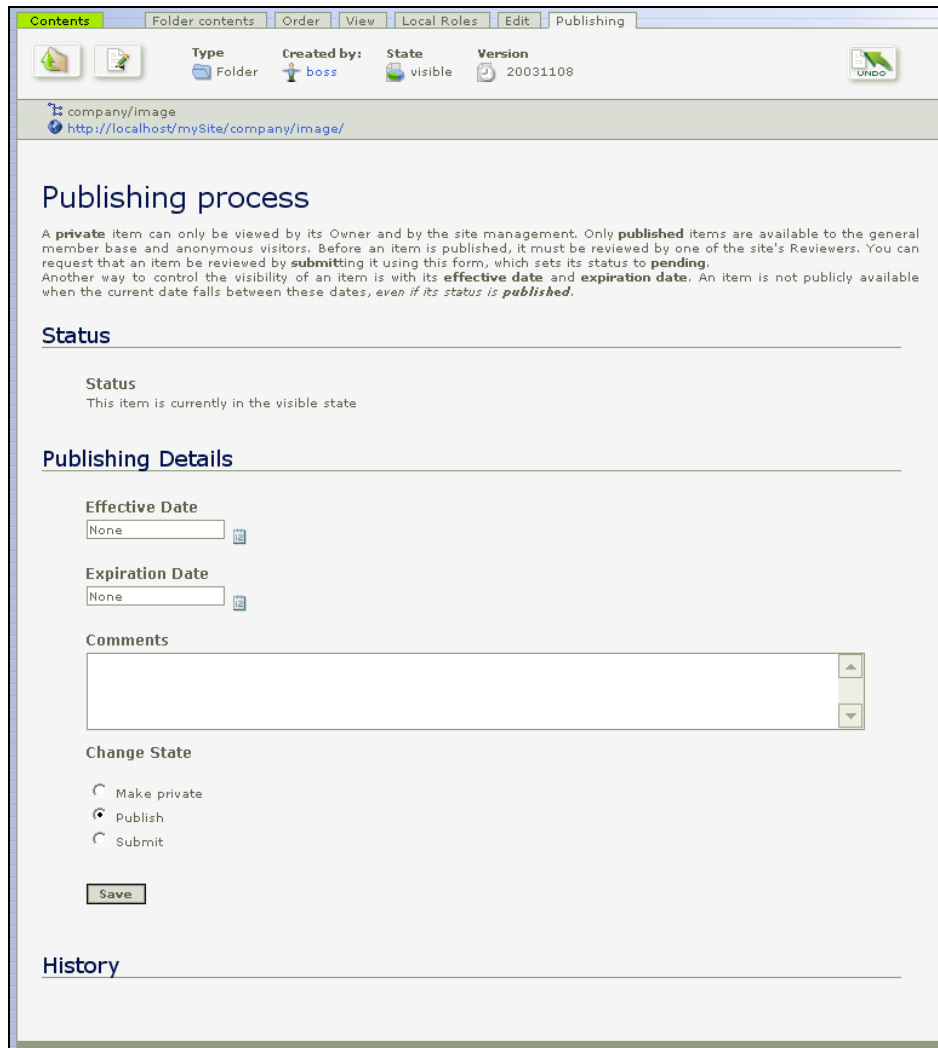 Contents Folder contents Order View Local Roles Edit Publishing
Type Created by: State Version
Folder boss visible 20031108
UNDO
company/image
http://localhost/mySite/company/image/
Publishing process
A private item can only be viewed by its Owner and by the site management. Only published items are available to the general
member base and anonymous visitors. Before an item is published, it must be reviewed by one of the site's Reviewers. You can
request that an item be reviewed by submitting it using this form, which sets its status to pending.
Another way to control the visibility of an item is with its effective date and expiration date. An item is not publicly available
when the current date falls between these dates, even if its status is published.
Status
Status
This item is currently in the visible state
Publishing Details
Effective Date
None
12
Expiration Date
None
12
Comments
Change State
Make private
Publish
Submit
Save
History